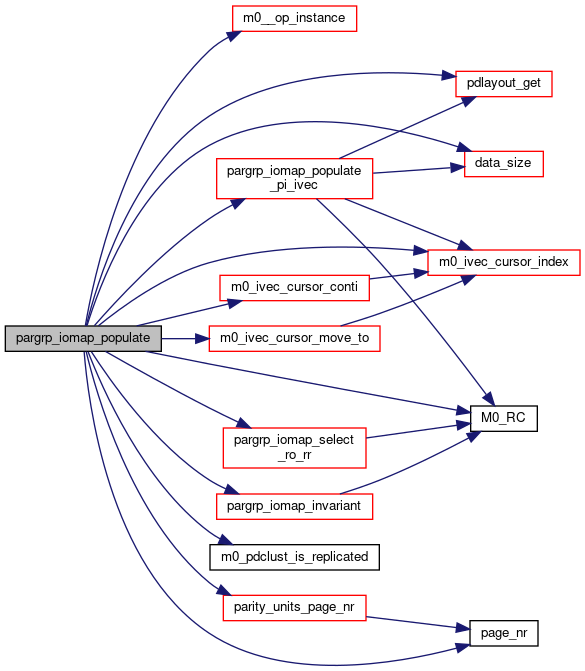 m0__op_instance
pdlayout_get
data_size
pargrp_iomap_populate
_pi_ivec
m0_ivec_cursor_index
m0_ivec_cursor_conti
pargrp_iomap_populate
m0_ivec_cursor_move_to
M0_RC
pargrp_iomap_select
_ro_rr
pargrp_iomap_invariant
m0_pdclust_is_replicated
parity_units_page_nr
page_nr